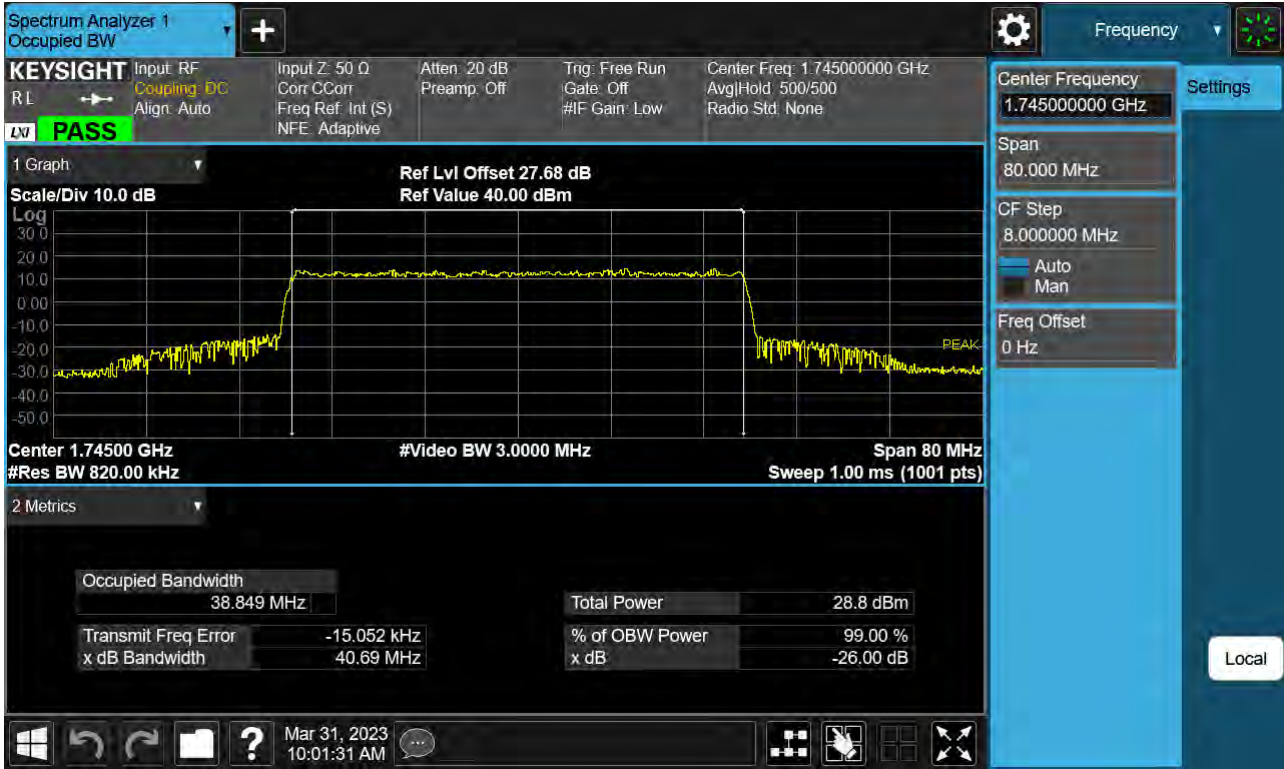 Spectrum Analyzer 1
Occupied BW
Frequency
KEYSIGHT
R L
LXI PASS
Input: RF
Coupling: DC
Align: Auto
Input Z: 50 Ω
Corr CCorr
Freq Ref: Int (S)
NFE: Adaptive
Atten: 20 dB
Preamp: Off
Trig: Free Run
Gate: Off
#IF Gain: Low
Center Freq: 1.745000000 GHz
Avg|Hold: 500/500
Radio Std: None
Center Frequency
1.745000000 GHz
Settings
Span
80.000 MHz
CF Step
8.000000 MHz
Auto
Man
Freq Offset
0 Hz
1 Graph
Scale/Div 10.0 dB
Ref Lvl Offset 27.68 dB
Ref Value 40.00 dBm
Log
30.0
20.0
10.0
0.00
-10.0
-20.0
-30.0
-40.0
-50.0
PEAK
Center 1.74500 GHz
#Video BW 3.0000 MHz
Span 80 MHz
#Res BW 820.00 kHz
Sweep 1.00 ms (1001 pts)
2 Metrics
Occupied Bandwidth
38.849 MHz
Total Power 28.8 dBm
Transmit Freq Error -15.052 kHz
% of OBW Power 99.00 %
x dB Bandwidth 40.69 MHz
x dB -26.00 dB
Local
?
Mar 31, 2023
10:01:31 AM